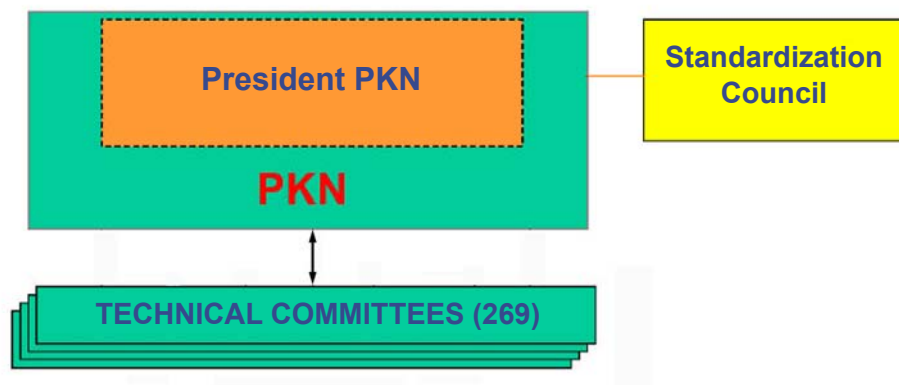 President PKN
Standardization
Council
PKN
TECHNICAL COMMITTEES (269)